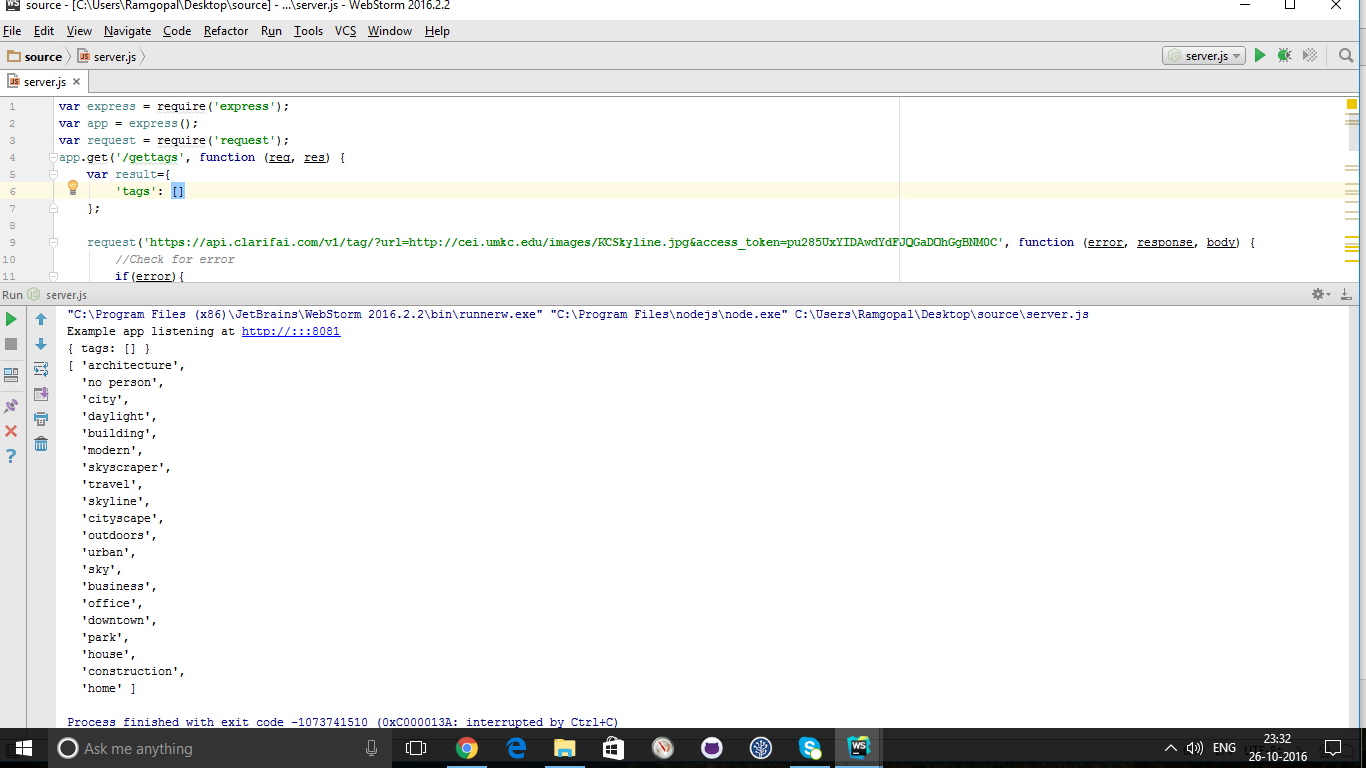 source - [C:\Users\Ramgopal\Desktop\source] - ...\server.js - WebStorm 2016.2.2
File Edit View Navigate Code Refactor Run Tools VCS Window Help
source server.js server.js
server.js
1 var express = require('express');
2 var app = express();
3 var request = require('request');
4 app.get('/gettags', function (req, res) {
5 var result={
6 'tags': []
7 };
8
9 request('https://api.clarifai.com/v1/tag/?url=http://cei.umkc.edu/images/KCSkyline.jpg&access_token=pu285UxYIDAwdYdFJQGaDOhGgBNM0C', function (error, response, body) {
10 //Check for error
11 if(error){
Run server.js
"C:\Program Files (x86)\JetBrains\WebStorm 2016.2.2\bin\runnerw.exe" "C:\Program Files\nodejs\node.exe" C:\Users\Ramgopal\Desktop\source\server.js
Example app listening at http://:::8081
{ tags: [] }
[ 'architecture',
'no person',
'city',
'daylight',
'building',
'modern',
'skyscraper',
'travel',
'skyline',
'cityscape',
'outdoors',
'urban',
'sky',
'business',
'office',
'downtown',
'park',
'house',
'construction',
'home' ]
Process finished with exit code -1073741510 (0xC000013A: interrupted by Ctrl+C)
Ask me anything
WS
ENG
23:32
26-10-2016